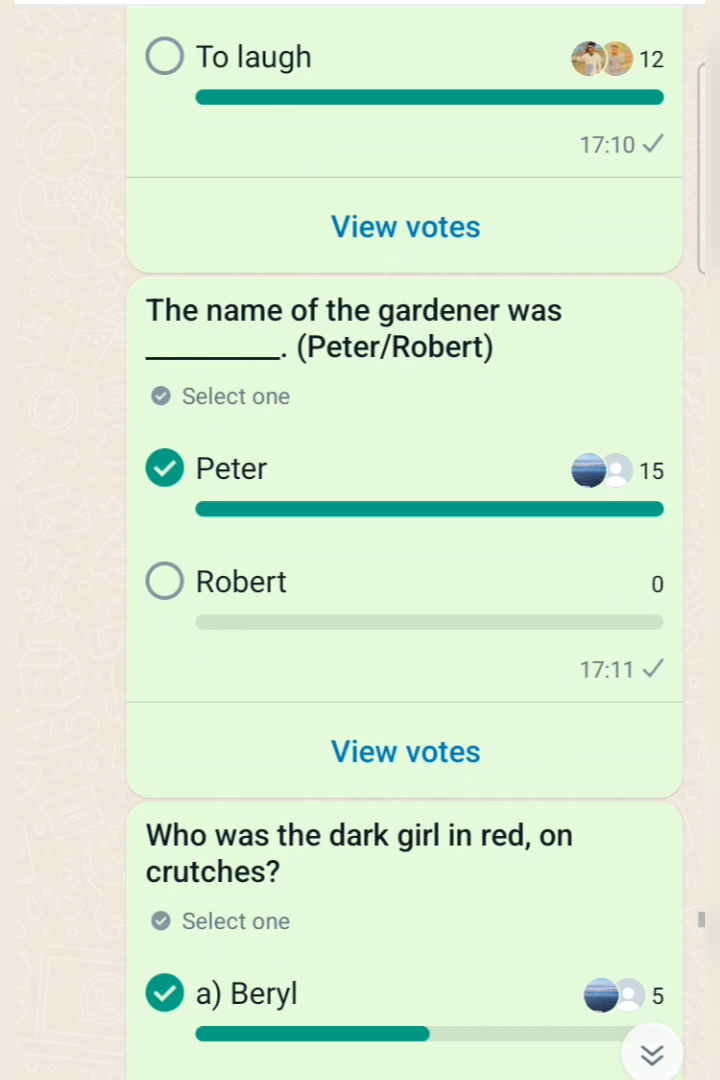 To laugh
12
17:10
View votes
The name of the gardener was
_________. (Peter/Robert)
Select one
Peter
15
Robert
0
17:11
View votes
Who was the dark girl in red, on
crutches?
Select one
a) Beryl
5